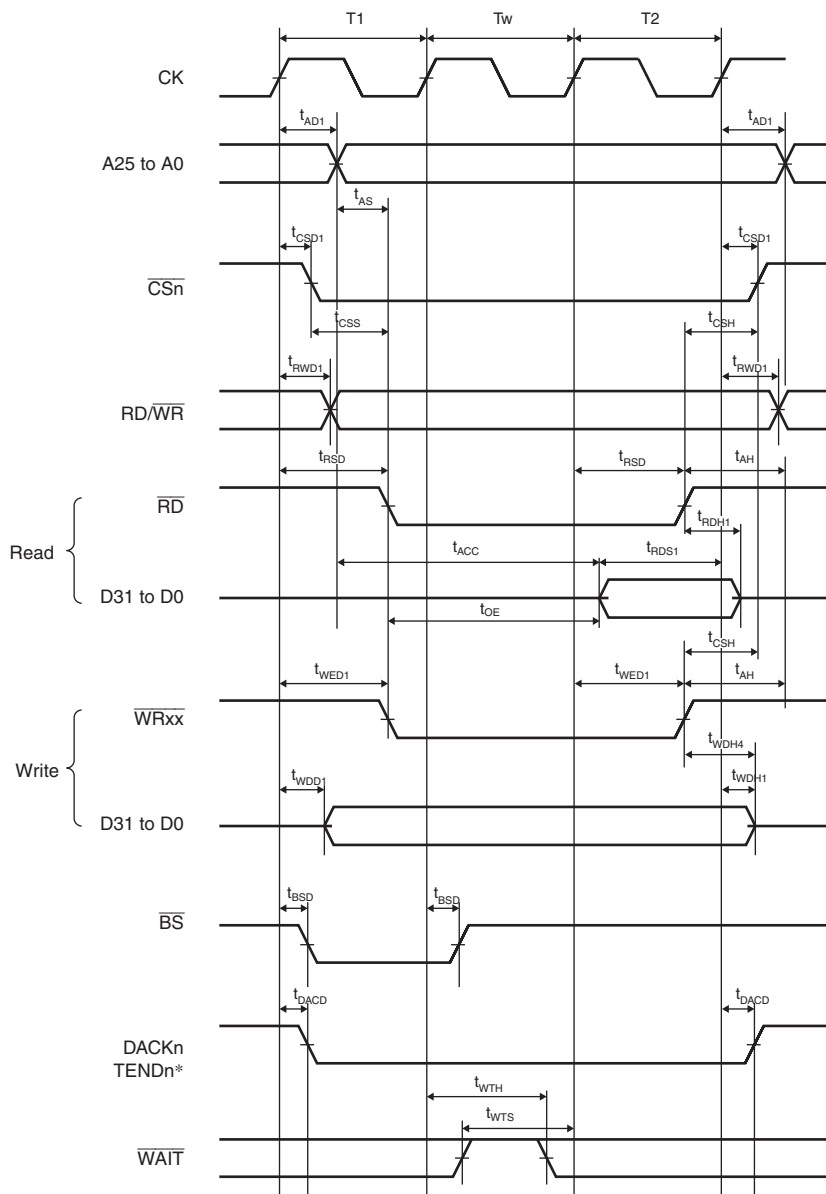 T1 Tw T2
CK
tAD1 tAD1
A25 to A0
tAS
tCSD1 tCSD1
CSn
tCSS tCSH
tRWD1 tRWD1
RD/WR
tRSD tRSD tAH
RD
tRDH1
Read
tACC tRDS1
D31 to D0
tOE
tCSH
tWED1 tWED1 tAH
WRxx
tWDH4
Write
tWDD1 tWDH1
D31 to D0
tBSD tBSD
BS
tDACD tDACD
DACKn
TENDn*
tWTH
tWTS
WAIT